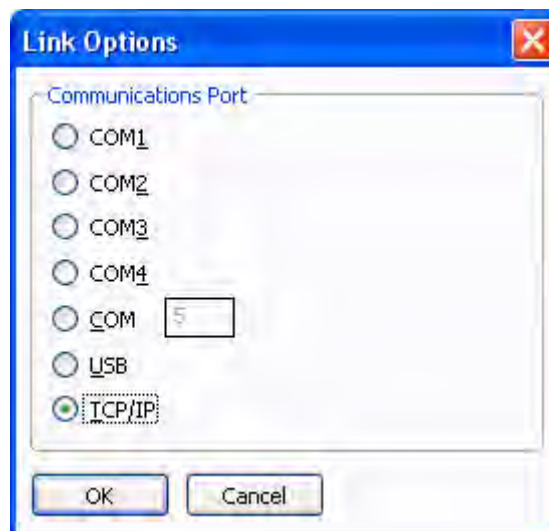 Link Options
Communications Port
COM1
COM2
COM3
COM4
COM 5
USB
TCP/IP
OK Cancel